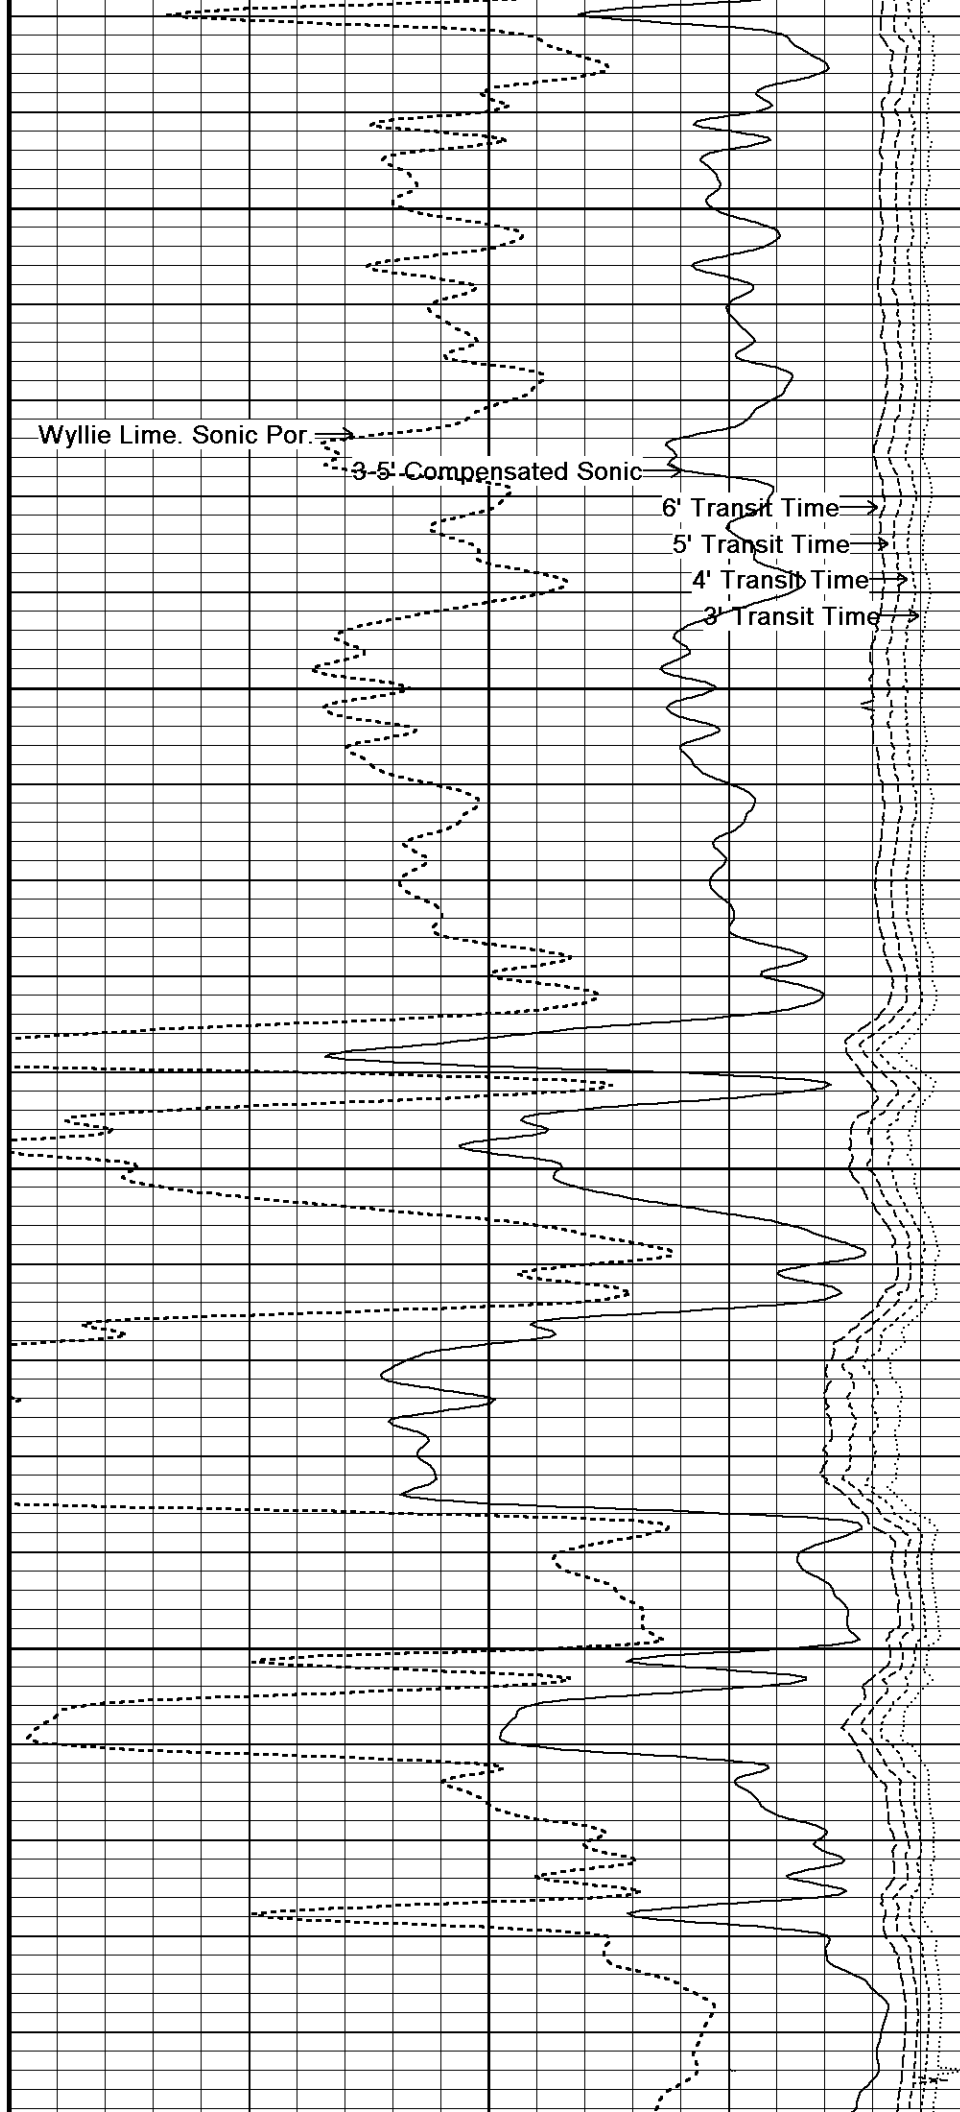 Wyllie Lime. Sonic Por.
3-5' Compensated Sonic
6' Transit Time
5' Transit Time
4' Transit Time
3' Transit Time